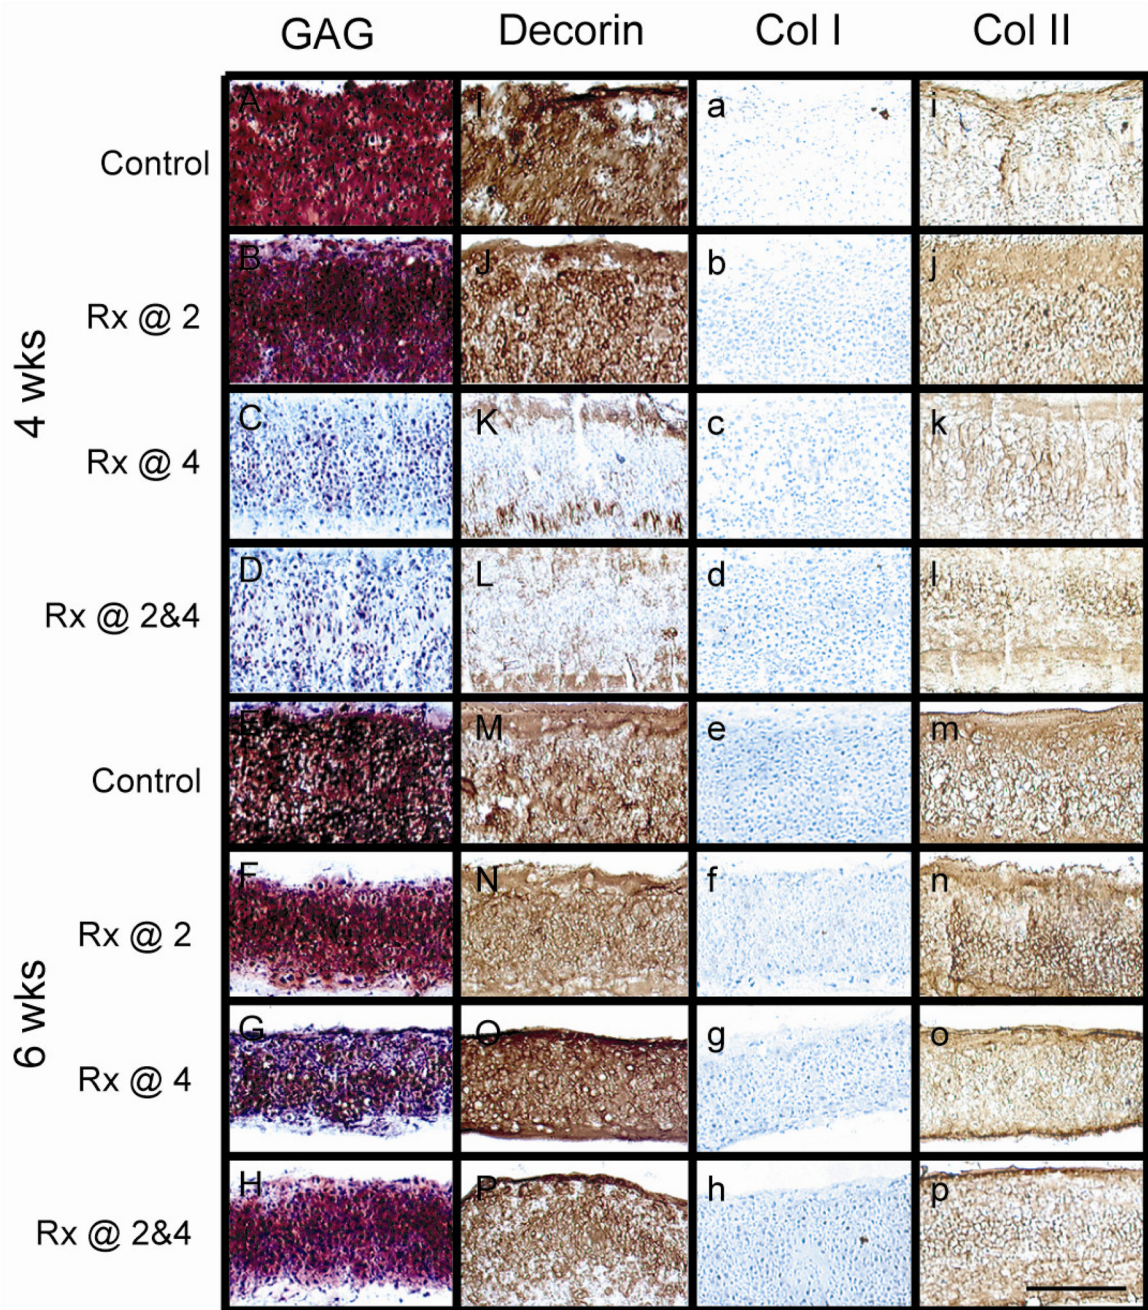 GAG Decorin Col I Col II
4 wks
Control A I a i
Rx @ 2 B J b j
Rx @ 4 C K c k
Rx @ 2&4 D L d l
6 wks
Control E M e m
Rx @ 2 F N f n
Rx @ 4 G O g o
Rx @ 2&4 H P h p